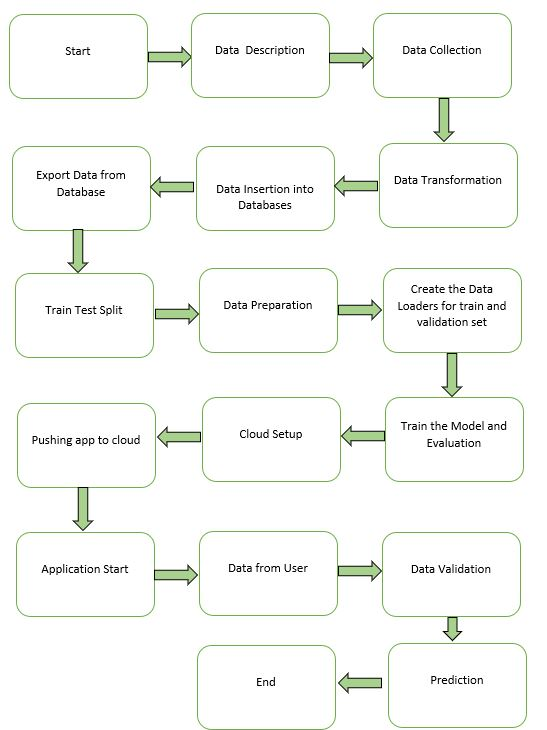 Start
Data  Description
Data Collection
Data Transformation
Data Insertion into
Databases
Export Data from
Database
Train Test Split
Data Preparation
Create the Data
Loaders for train and
validation set
Train the Model and
Evaluation
Cloud Setup
Pushing app to cloud
Application Start
Data from User
Data Validation
Prediction
End